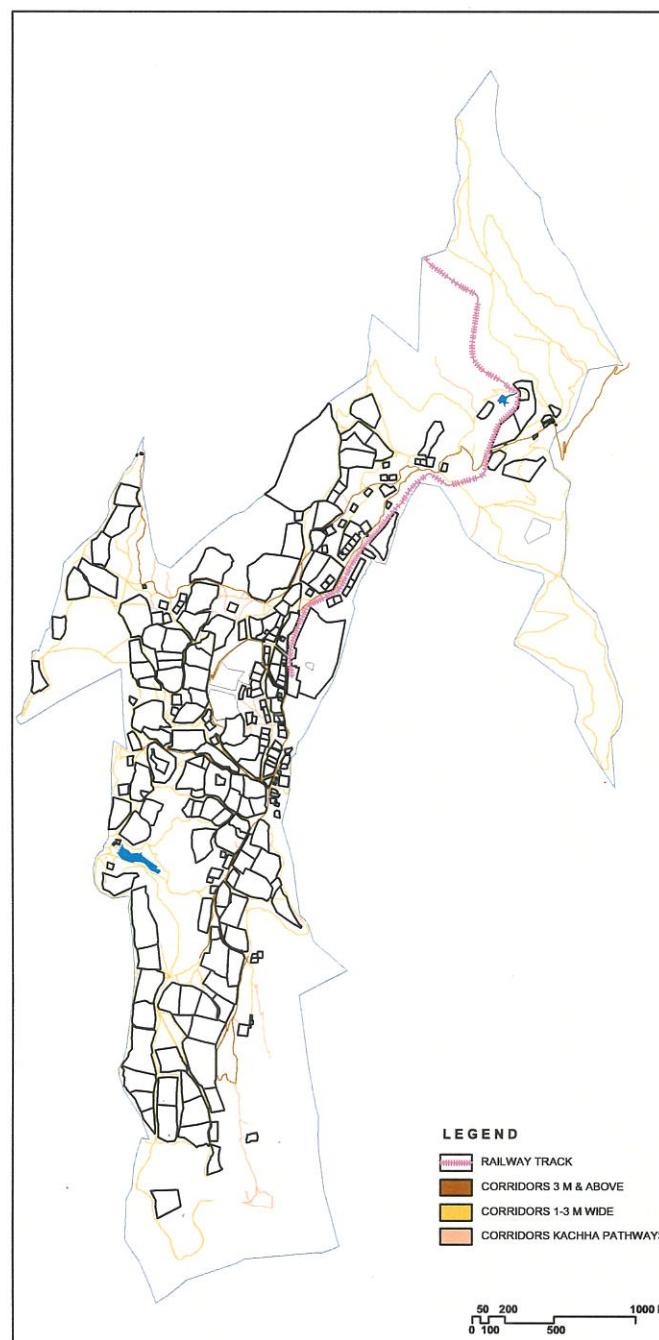 LEGEND
RAILWAY TRACK
CORRIDORS 3 M & ABOVE
CORRIDORS 1-3 M WIDE
CORRIDORS KACHHA PATHWAYS
50 200 1000
0 100 500